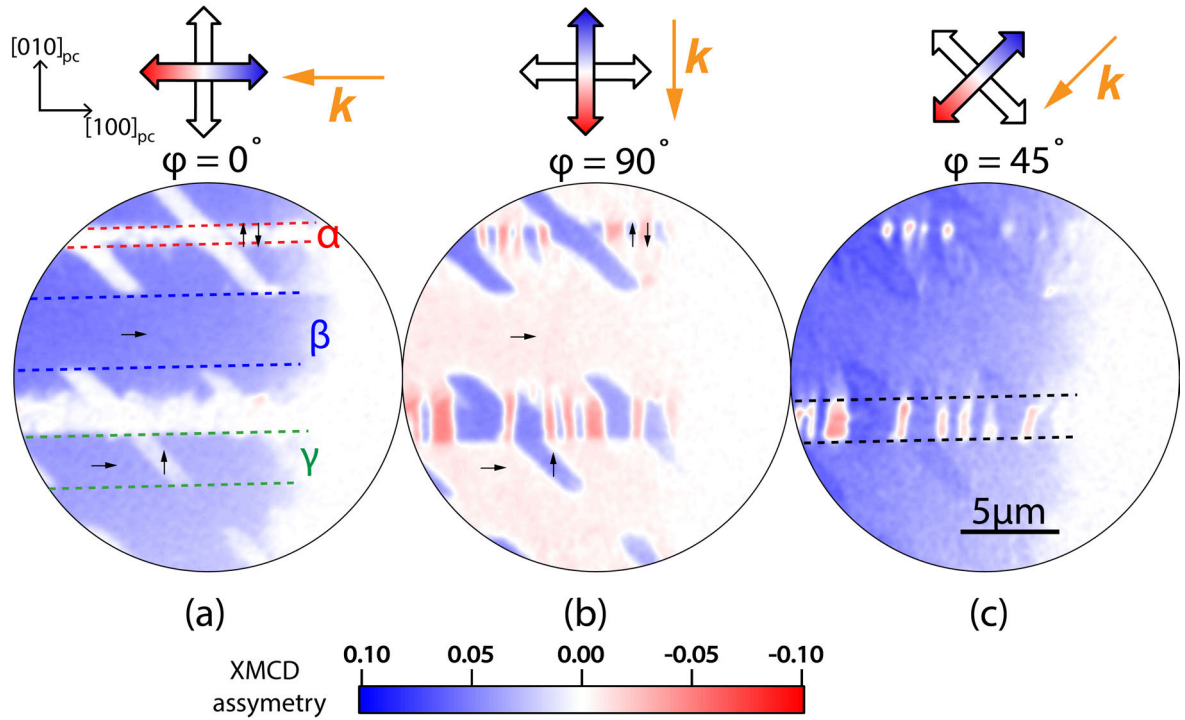 [010]pc
[100]pc
k
k
k
φ = 0°
φ = 90°
φ = 45°
α
β
γ
5μm
(a)
(b)
(c)
XMCD
assymetry
0.10 0.05 0.00 -0.05 -0.10